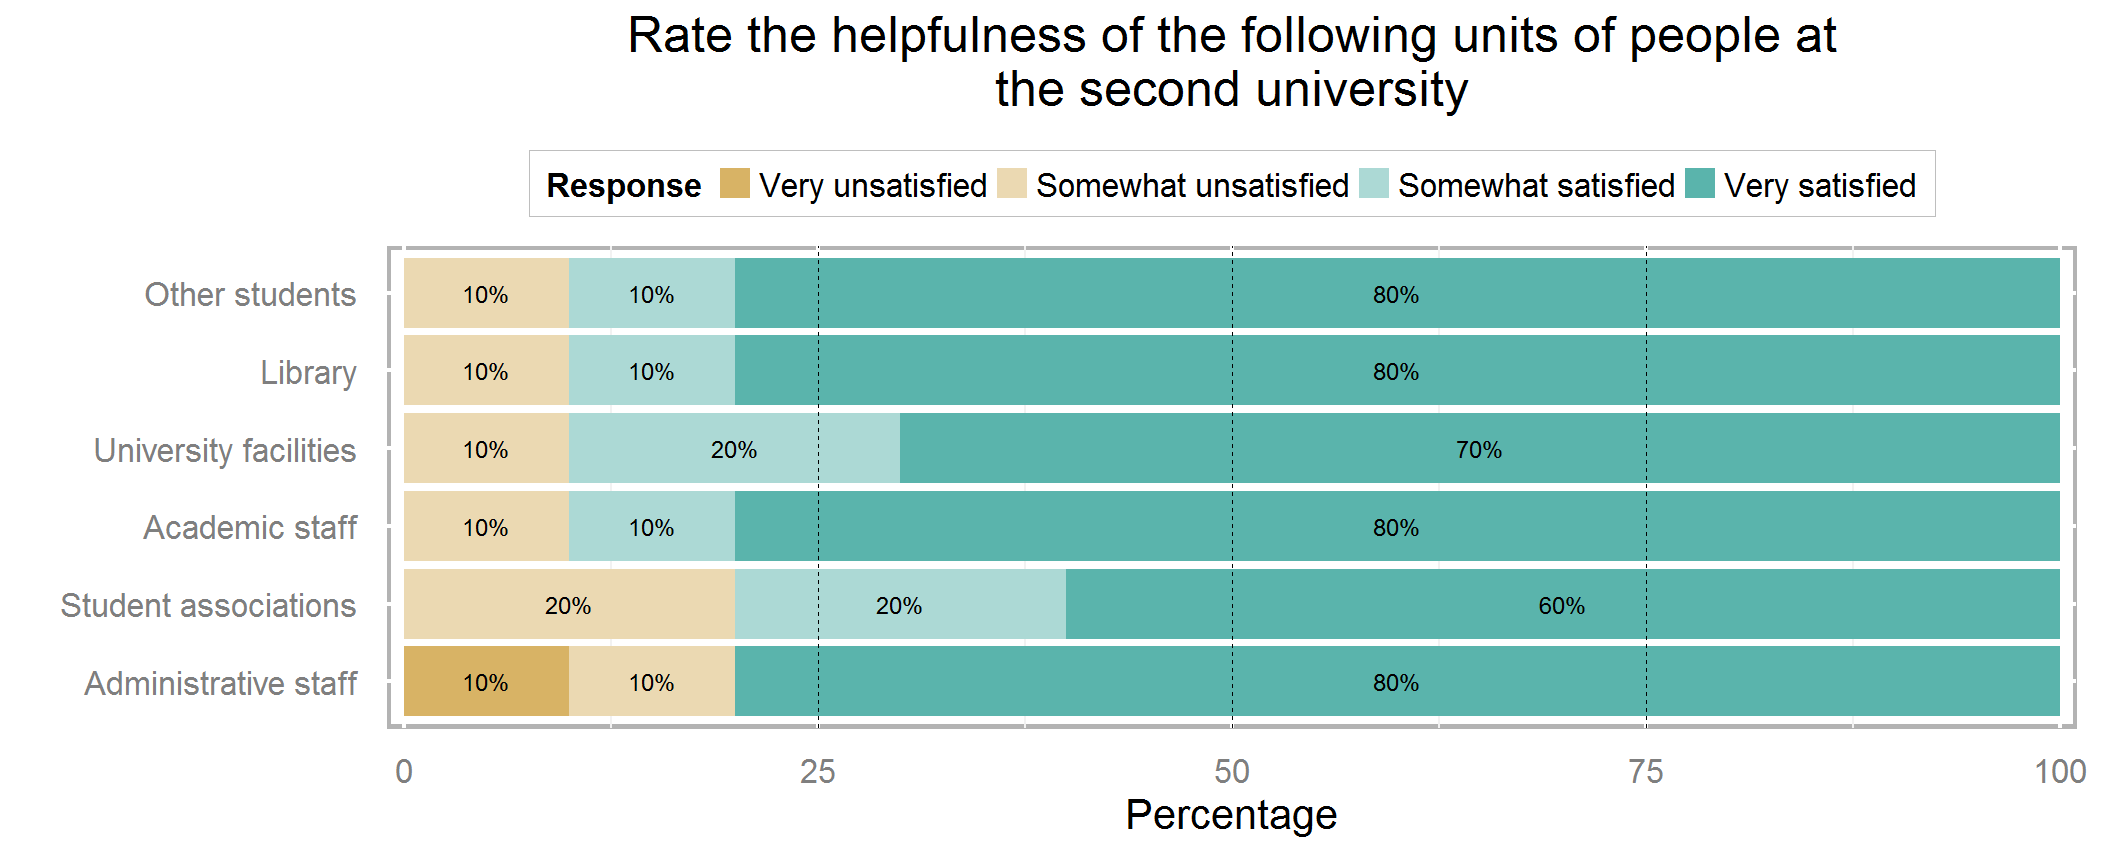 Rate the helpfulness of the following units of people at
the second university
Response Very unsatisfied Somewhat unsatisfied Somewhat satisfied Very satisfied
Other students 10% 10% 80%
Library 10% 10% 80%
University facilities 10% 20% 70%
Academic staff 10% 10% 80%
Student associations 20% 20% 60%
Administrative staff 10% 10% 80%
0 25 50 75 100
Percentage